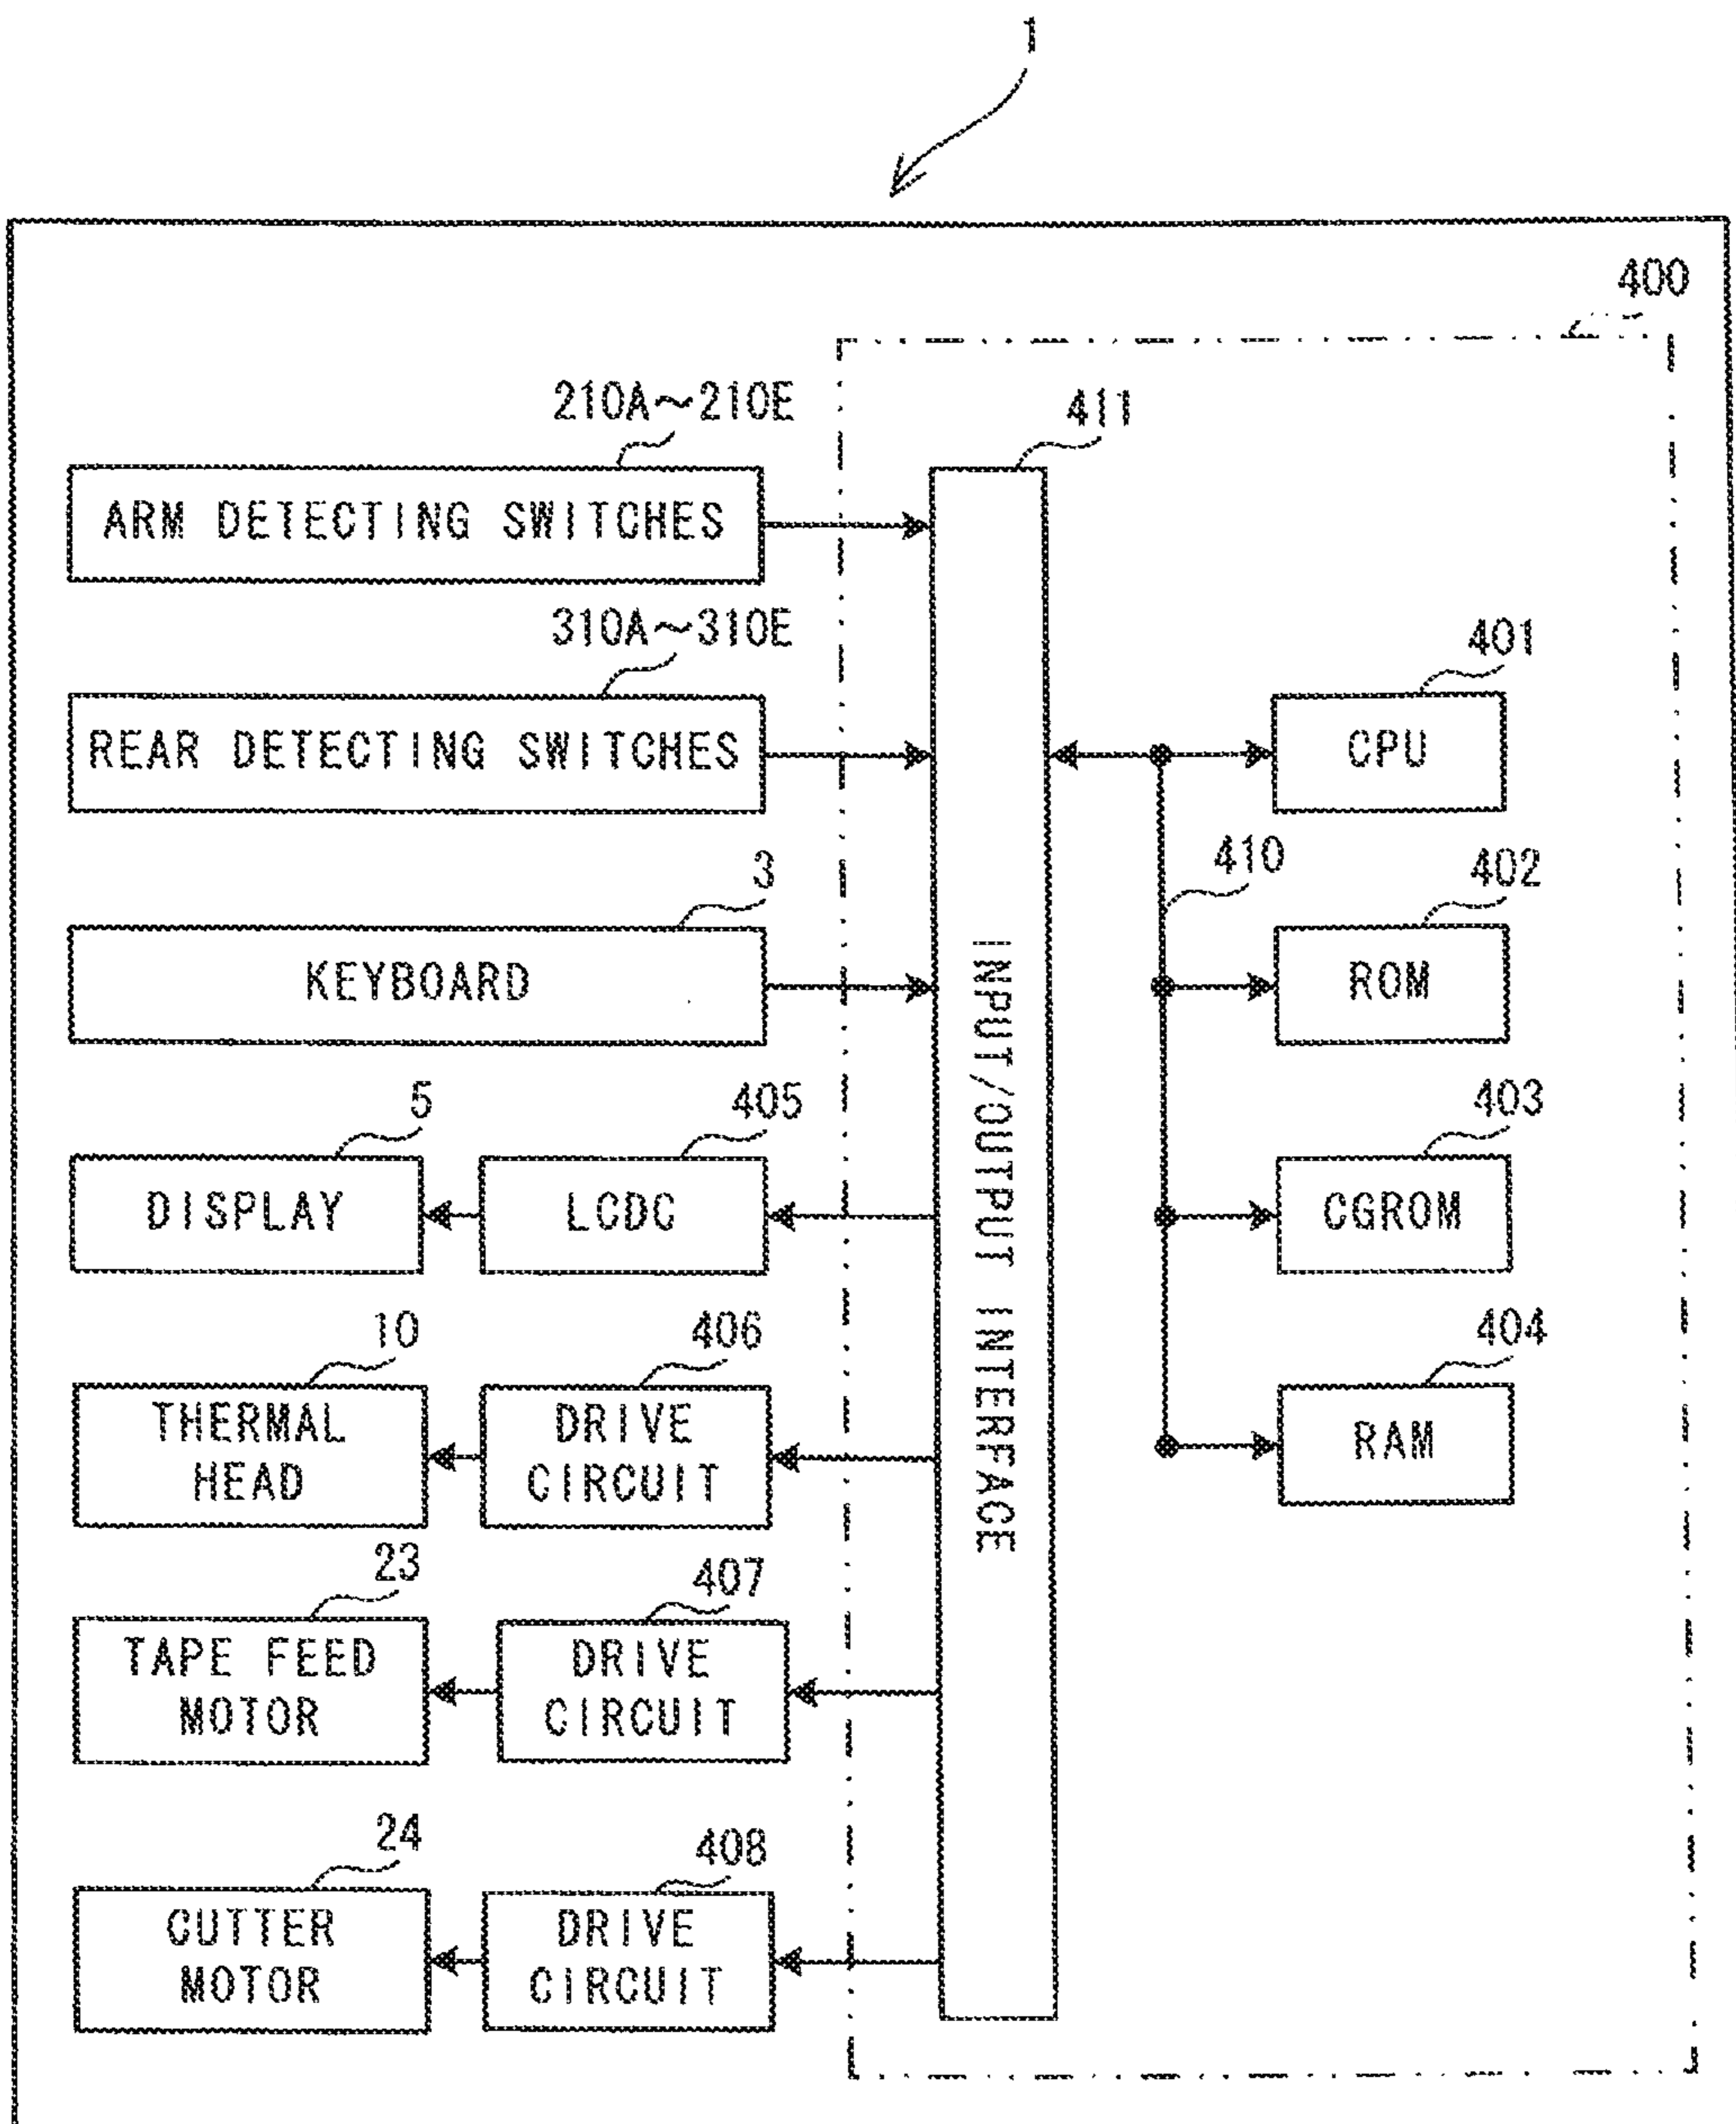 1
400
210A~210E
411
ARM DETECTING SWITCHES
310A~310E
401
REAR DETECTING SWITCHES
CPU
3
410
402
KEYBOARD
ROM
INPUT/OUTPUT INTERFACE
5
405
403
DISPLAY
LCDC
CGROM
10
406
404
THERMAL
HEAD
DRIVE
CIRCUIT
RAM
23
407
TAPE FEED
MOTOR
DRIVE
CIRCUIT
24
408
CUTTER
MOTOR
DRIVE
CIRCUIT